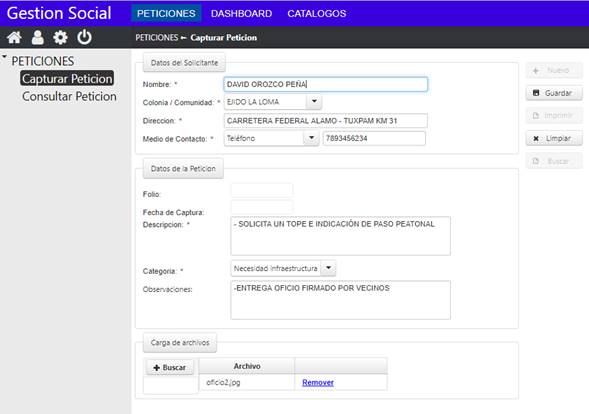 Gestion Social
PETICIONES DASHBOARD CATALOGOS
PETICIONES ← Capturar Peticion
PETICIONES
Capturar Peticion
Consultar Peticion
Datos del Solicitante
Nombre: * DAVID OROZCO PEÑA
Colonia / Comunidad: * EJIDO LA LOMA
Direccion: * CARRETERA FEDERAL ALAMO - TUXPAM KM 31
Medio de Contacto: * Teléfono 7893456234
Nuevo
Guardar
Imprimir
Limpiar
Buscar
Datos de la Peticion
Folio:
Fecha de Captura:
Descripcion: * - SOLICITA UN TOPE E INDICACIÓN DE PASO PEATONAL
Categoria: * Necesidad Infraestructura
Observaciones: -ENTREGA OFICIO FIRMADO POR VECINOS
Carga de archivos
+ Buscar Archivo
oficio2.jpg Remover